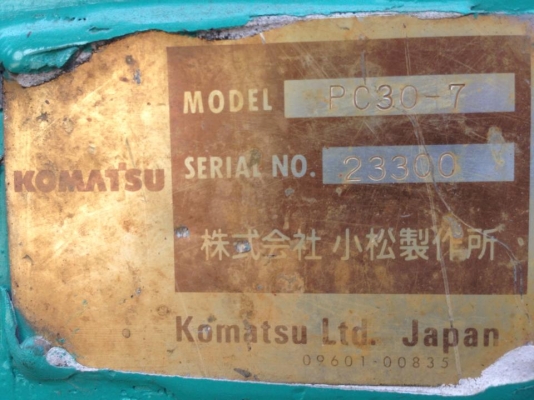 MODEL PC30-7
SERIAL NO. 23300
KOMATSU
株式会社 小松製作所
Komatsu Ltd. Japan
09601-00835